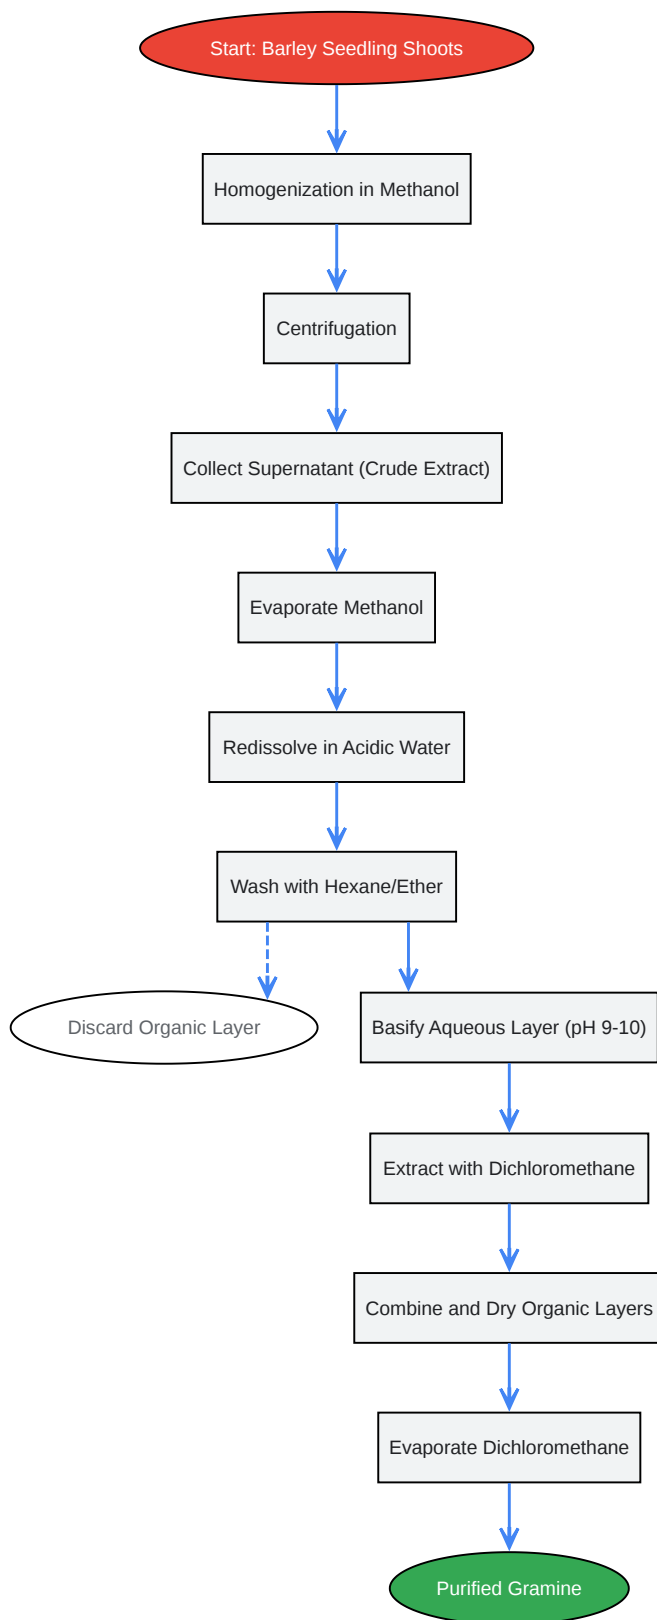 Start: Barley Seedling Shoots
Homogenization in Methanol
Centrifugation
Collect Supernatant (Crude Extract)
Evaporate Methanol
Redissolve in Acidic Water
Wash with Hexane/Ether
Discard Organic Layer
Basify Aqueous Layer (pH 9-10)
Extract with Dichloromethane
Combine and Dry Organic Layers
Evaporate Dichloromethane
Purified Gramine